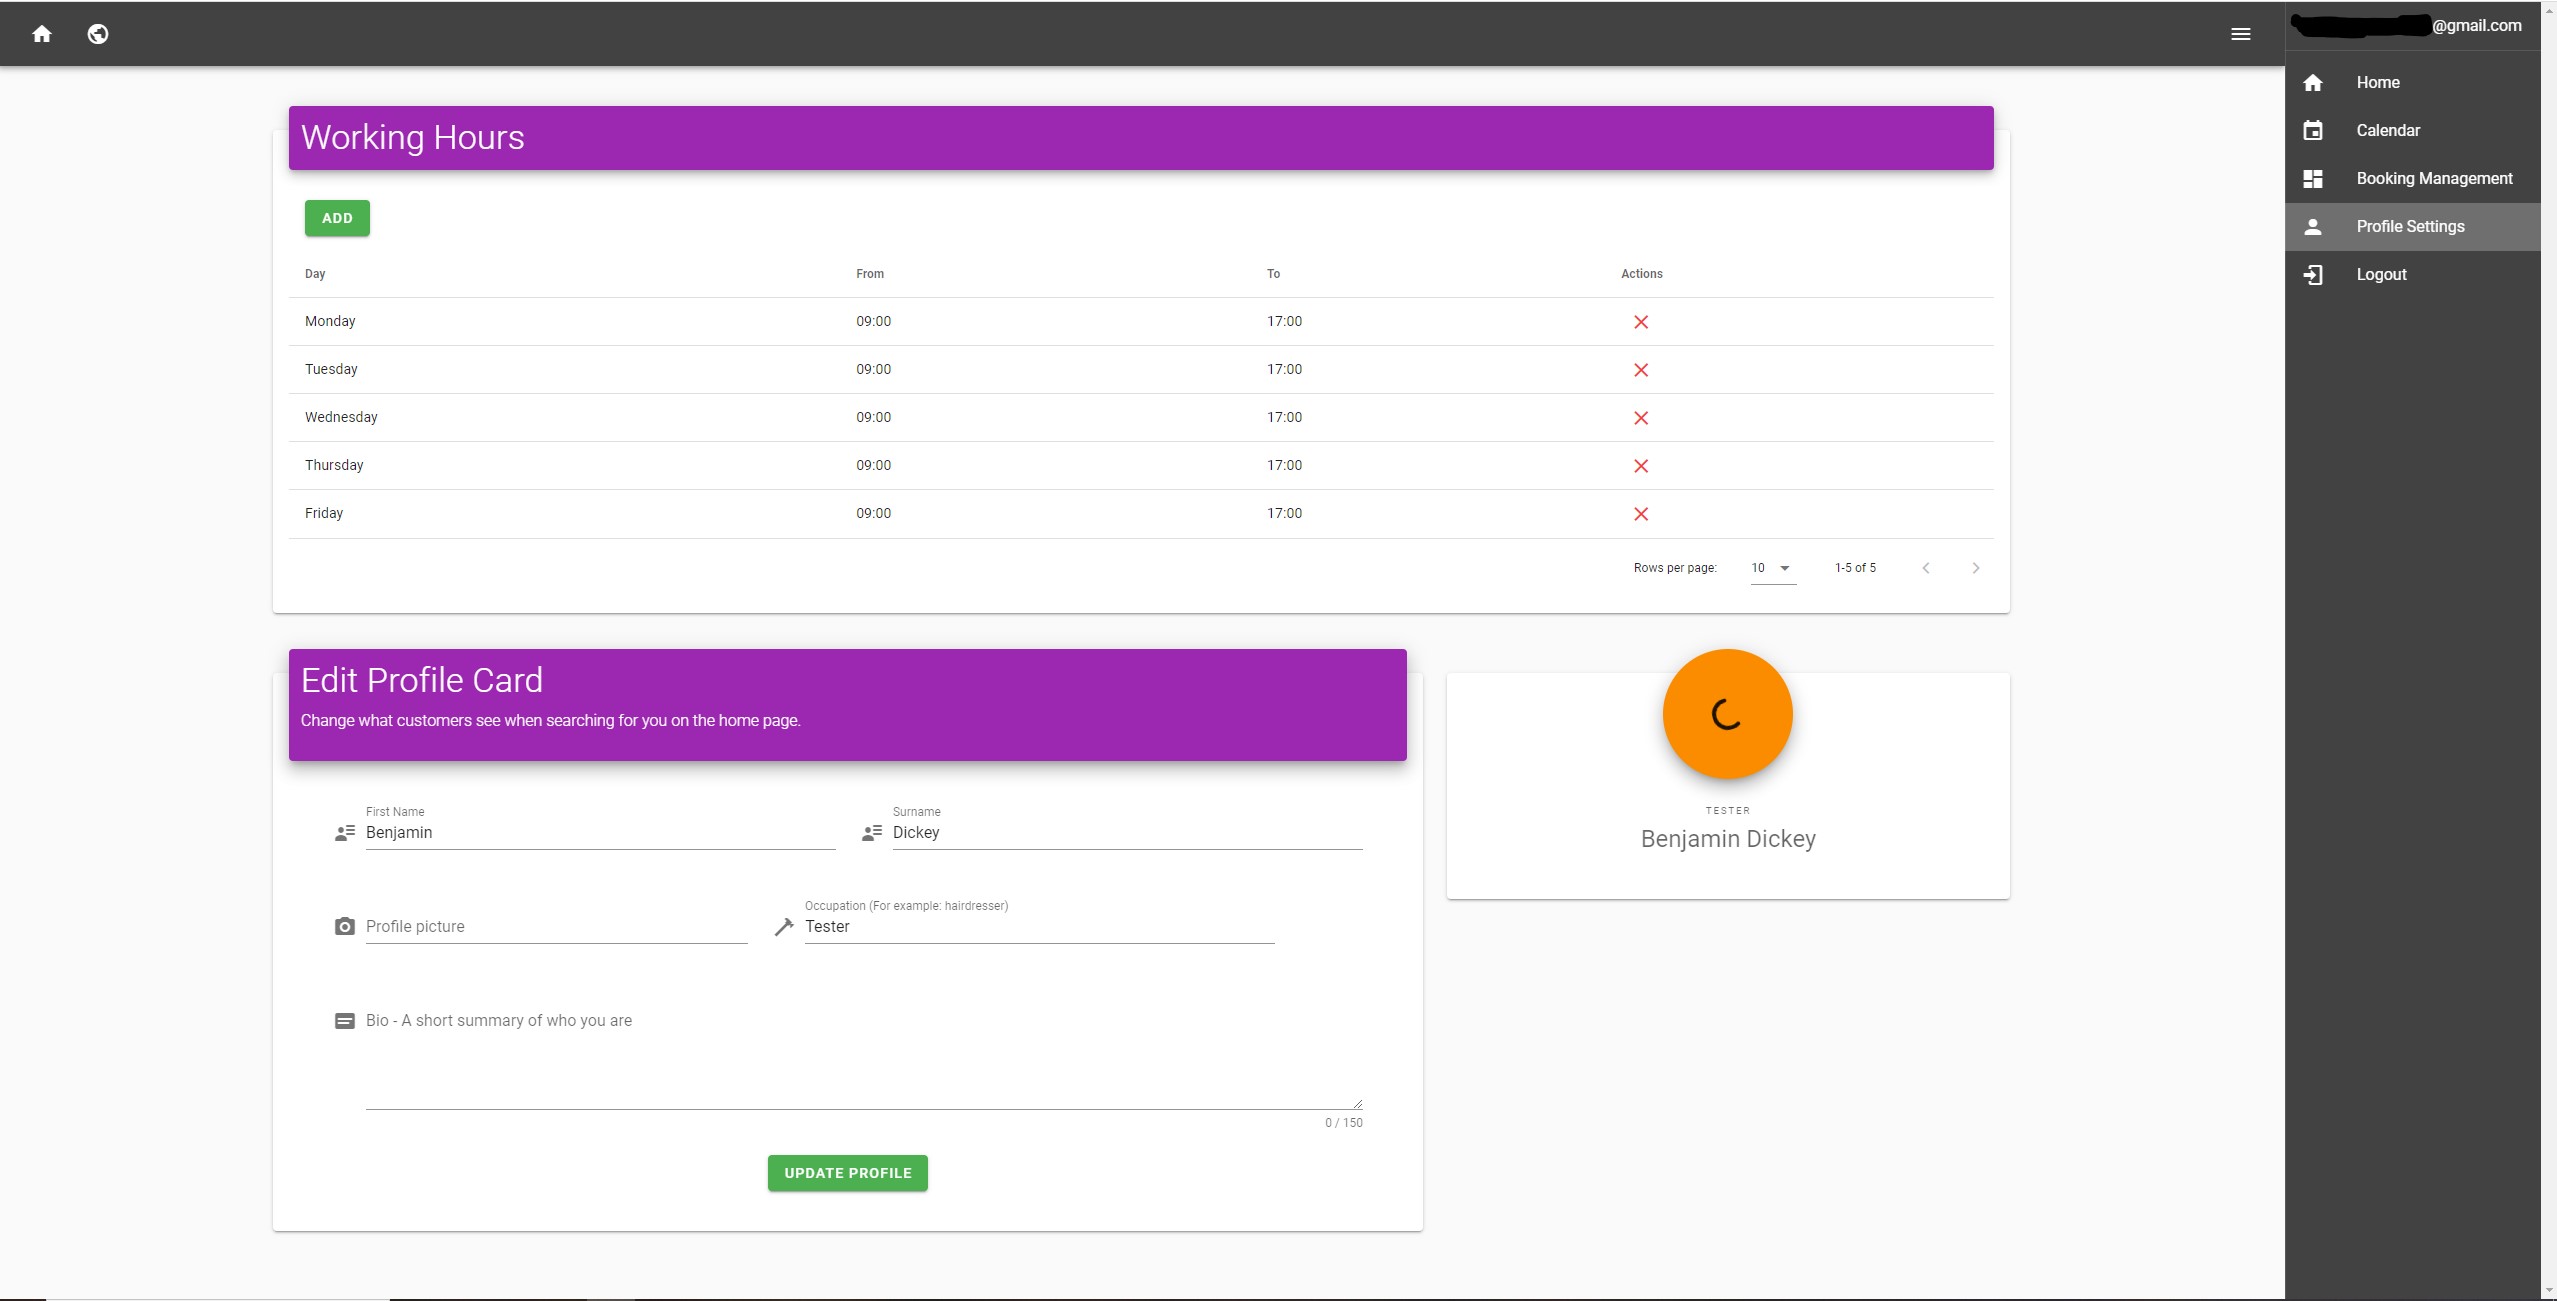 @gmail.com
Home
Calendar
Booking Management
Profile Settings
Logout
Working Hours
ADD
Day From To Actions
Monday 09:00 17:00
Tuesday 09:00 17:00
Wednesday 09:00 17:00
Thursday 09:00 17:00
Friday 09:00 17:00
Rows per page: 10 1-5 of 5
Edit Profile Card
Change what customers see when searching for you on the home page.
First Name Surname
Benjamin Dickey
Profile picture
Occupation (For example: hairdresser)
Tester
Bio - A short summary of who you are
0 / 150
UPDATE PROFILE
TESTER
Benjamin Dickey